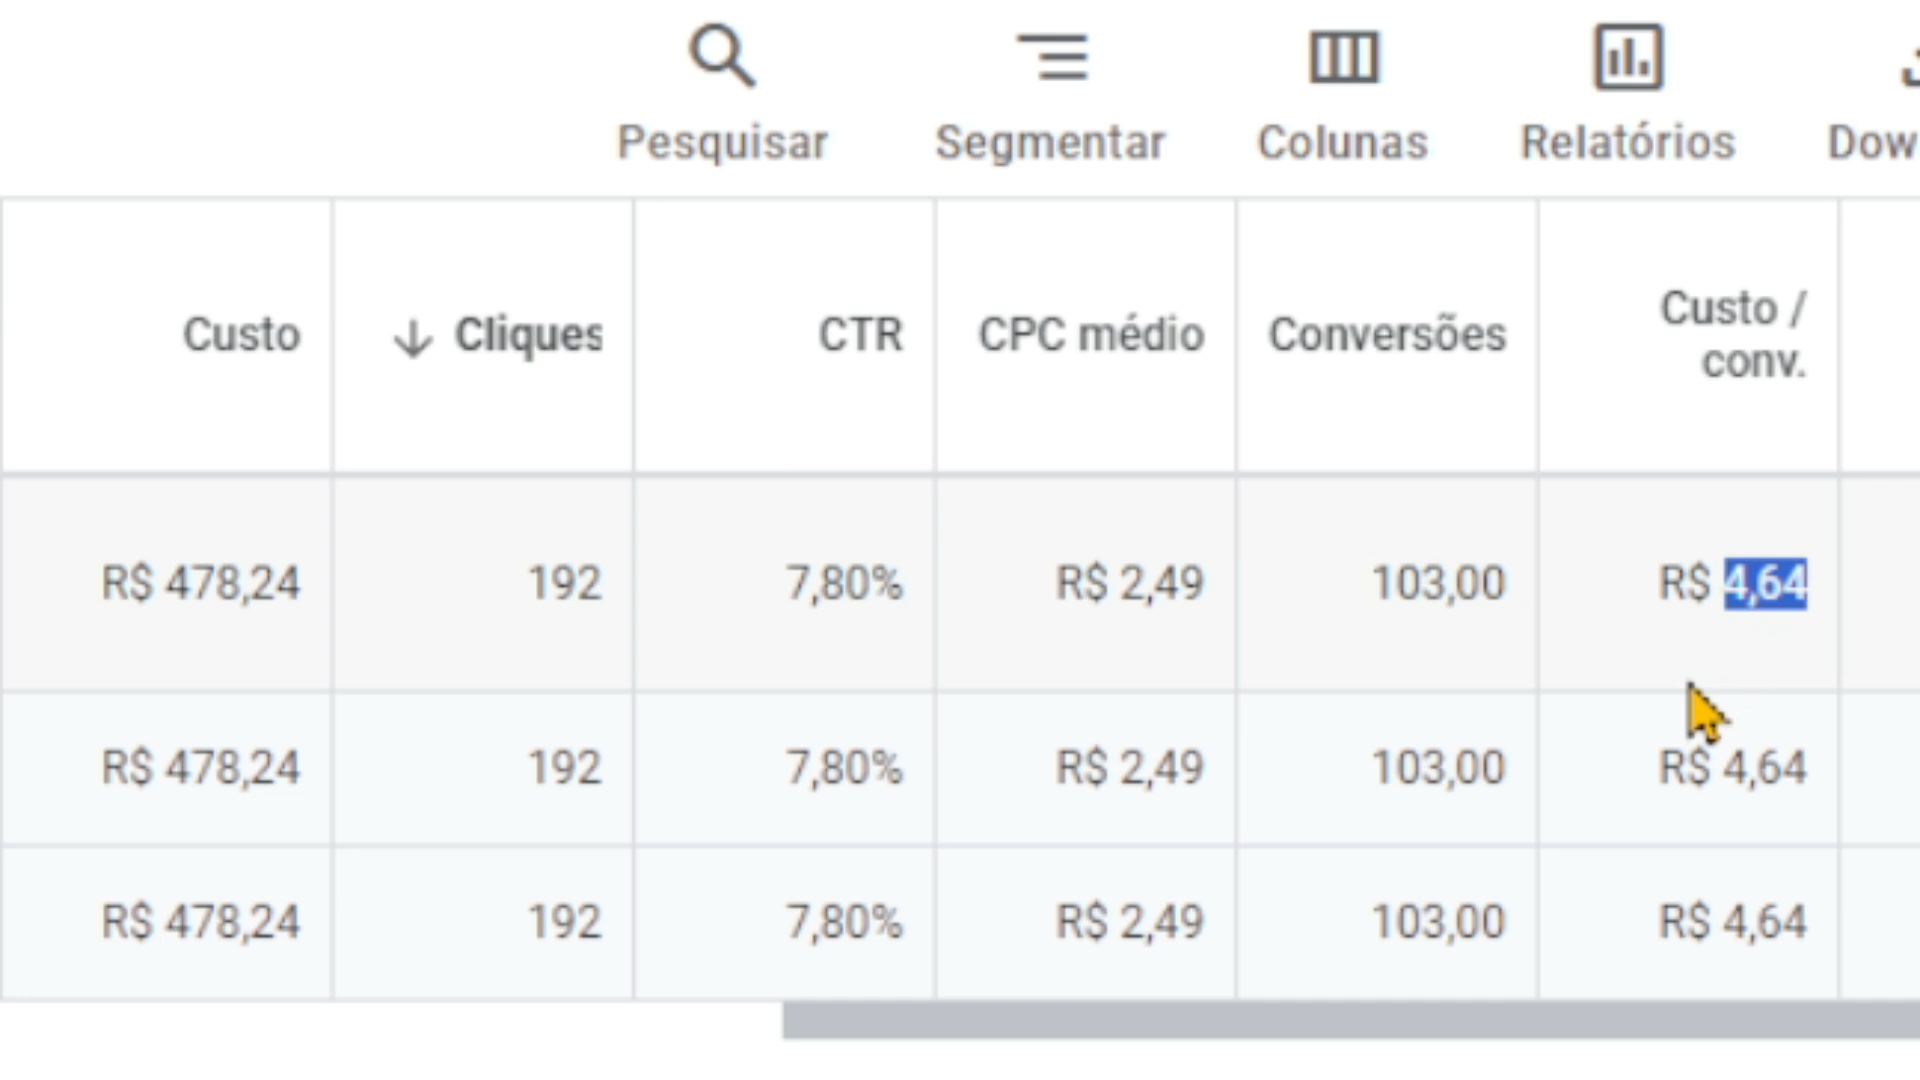 Pesquisar Segmentar Colunas Relatórios Dow
Custo Cliques CTR CPC médio Conversões Custo /
conv.
R$ 478,24 192 7,80% R$ 2,49 103,00 R$ 4,64
R$ 478,24 192 7,80% R$ 2,49 103,00 R$ 4,64
R$ 478,24 192 7,80% R$ 2,49 103,00 R$ 4,64